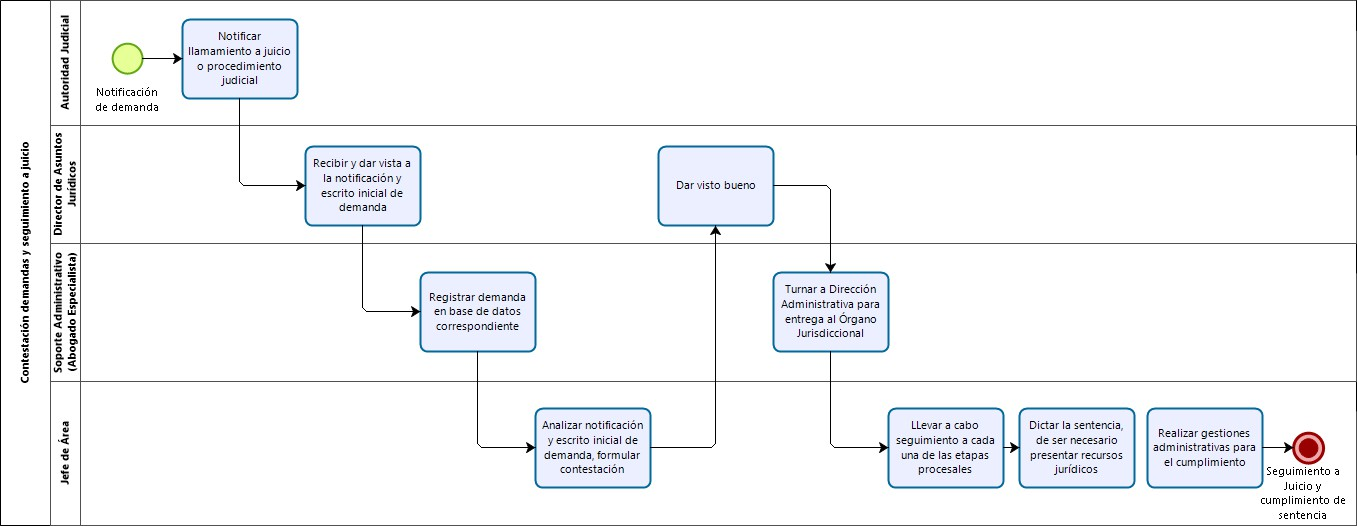 Contestación demandas y seguimiento a juicio
Autoridad Judicial
Notificación
de demanda
Notificar
llamamiento a juicio
o procedimiento
judicial
Director de Asuntos
Jurídicos
Recibir y dar vista a
la notificación y
escrito inicial de
demanda
Dar visto bueno
Soporte Administrativo
(Abogado Especialista)
Registrar demanda
en base de datos
correspondiente
Turnar a Dirección
Administrativa para
entrega al Órgano
Jurisdiccional
Jefe de Área
Analizar notificación
y escrito inicial de
demanda, formular
contestación
LLevar a cabo
seguimiento a cada
una de las etapas
procesales
Dictar la sentencia,
de ser necesario
presentar recursos
jurídicos
Realizar gestiones
administrativas para
el cumplimiento
Seguimiento a
Juicio y
cumplimiento de
sentencia